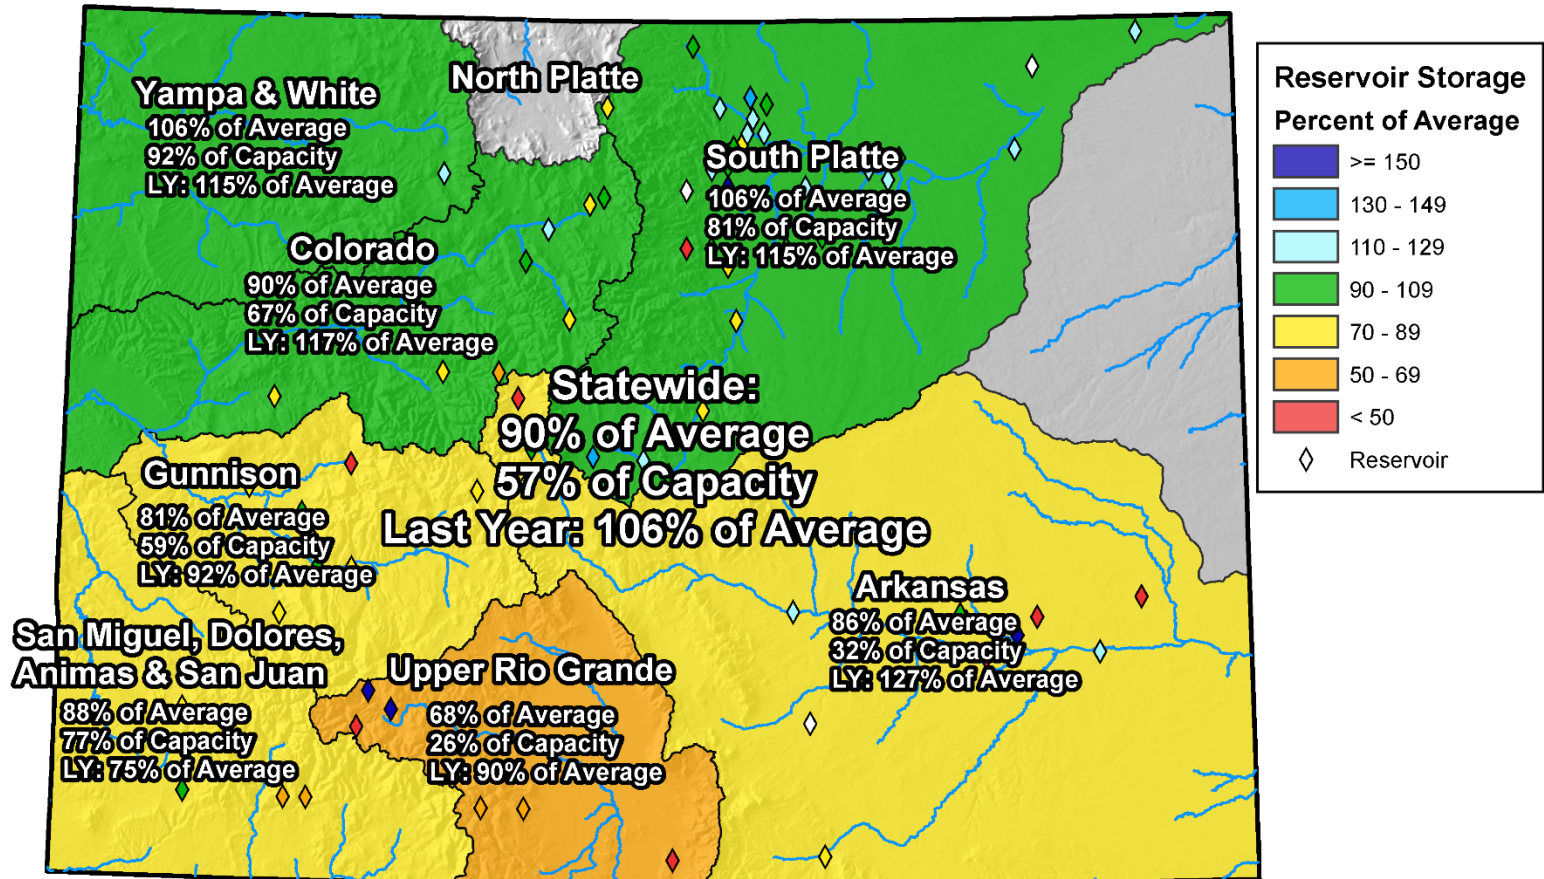 North Platte
Yampa & White
106% of Average
92% of Capacity
LY: 115% of Average
South Platte
106% of Average
81% of Capacity
LY: 115% of Average
Colorado
90% of Average
67% of Capacity
LY: 117% of Average
Statewide:
90% of Average
57% of Capacity
Last Year: 106% of Average
Gunnison
81% of Average
59% of Capacity
LY: 92% of Average
Arkansas
86% of Average
32% of Capacity
LY: 127% of Average
San Miguel, Dolores,
Animas & San Juan
88% of Average
77% of Capacity
LY: 75% of Average
Upper Rio Grande
68% of Average
26% of Capacity
LY: 90% of Average
Reservoir Storage
Percent of Average
>= 150
130 - 149
110 - 129
90 - 109
70 - 89
50 - 69
< 50
Reservoir